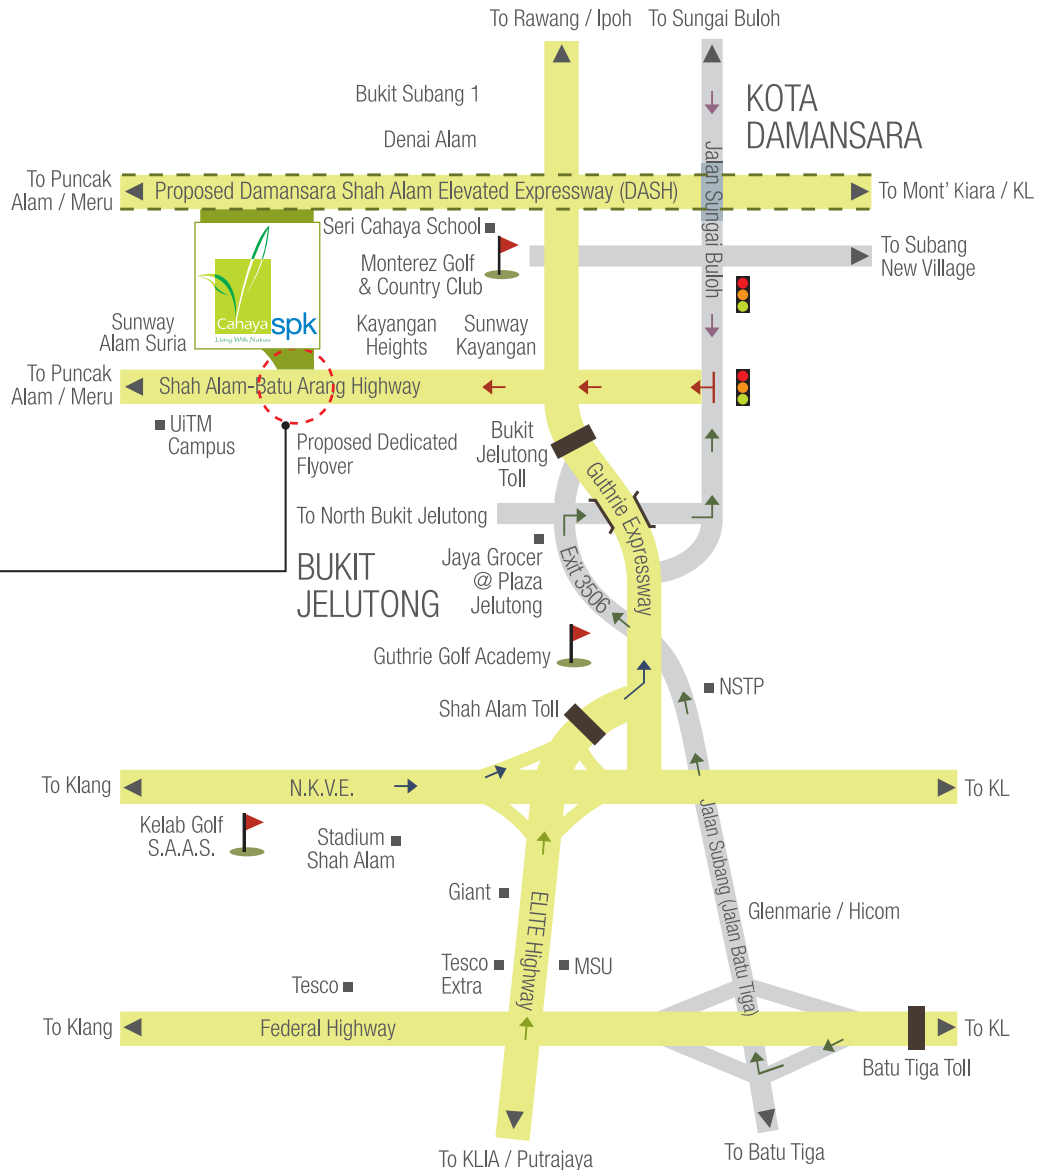 To Rawang / Ipoh
To Sungai Buloh
Bukit Subang 1
KOTA
DAMANSARA
Denai Alam
Jalan Sungai Buloh
To Puncak
Alam / Meru
Proposed Damansara Shah Alam Elevated Expressway (DASH)
To Mont' Kiara / KL
Seri Cahaya School
Monterez Golf
& Country Club
To Subang
New Village
Cahaya
spk
Living With Nature
Sunway
Alam Suria
Kayangan
Heights
Sunway
Kayangan
To Puncak
Alam / Meru
Shah Alam-Batu Arang Highway
UiTM
Campus
Proposed Dedicated
Flyover
Bukit
Jelutong
Toll
Guthrie Expressway
To North Bukit Jelutong
BUKIT
JELUTONG
Jaya Grocer
@ Plaza
Jelutong
Exit 3506
Guthrie Golf Academy
NSTP
Shah Alam Toll
To Klang
N.K.V.E.
To KL
Kelab Golf
S.A.A.S.
Stadium
Shah Alam
Jalan Subang (Jalan Batu Tiga)
Giant
ELITE Highway
Glenmarie / Hicom
Tesco
Extra
MSU
Tesco
To Klang
Federal Highway
To KL
Batu Tiga Toll
To KLIA / Putrajaya
To Batu Tiga